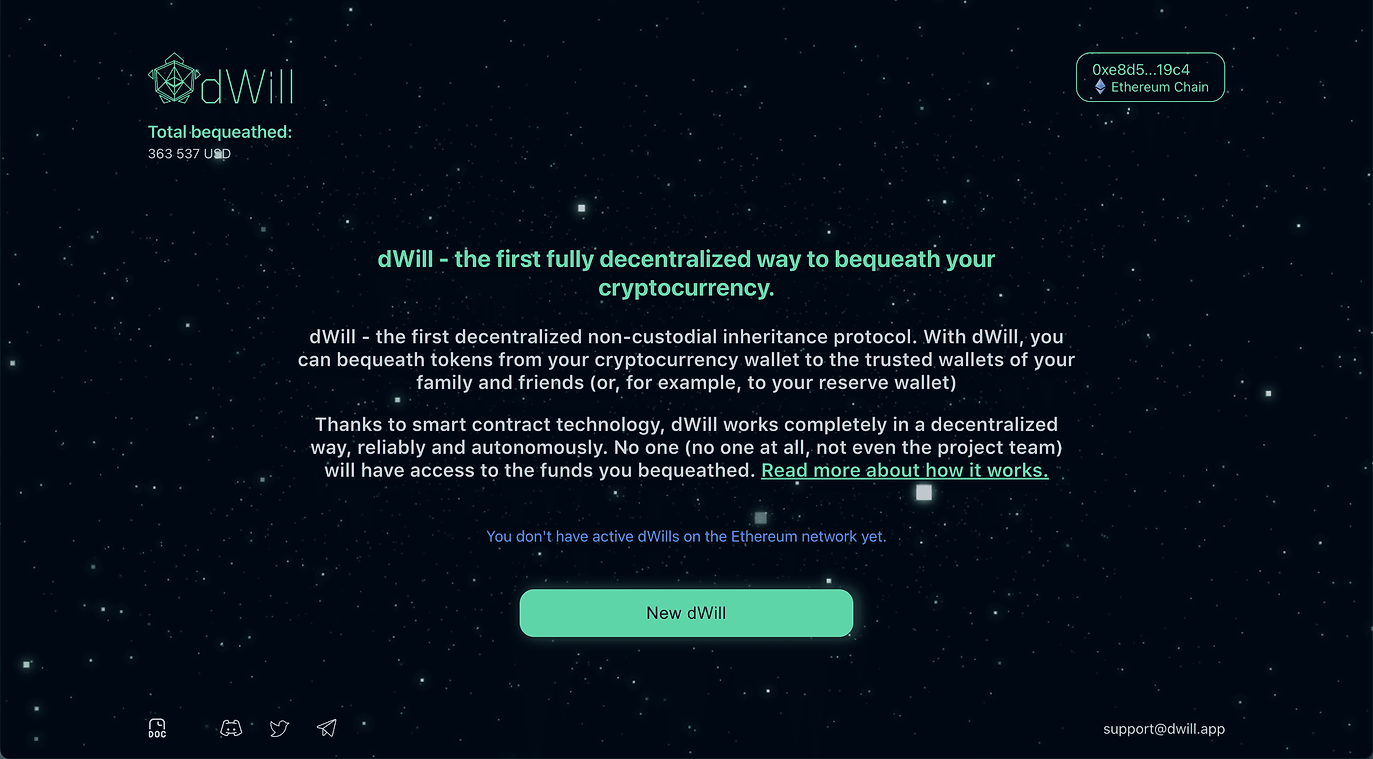 dWill
0xe8d5...19c4
Ethereum Chain
Total bequeathed:
363 537 USD
dWill - the first fully decentralized way to bequeath your
cryptocurrency.
dWill - the first decentralized non-custodial inheritance protocol. With dWill, you
can bequeath tokens from your cryptocurrency wallet to the trusted wallets of your
family and friends (or, for example, to your reserve wallet)
Thanks to smart contract technology, dWill works completely in a decentralized
way, reliably and autonomously. No one (no one at all, not even the project team)
will have access to the funds you bequeathed. Read more about how it works.
You don't have active dWills on the Ethereum network yet.
New dWill
DOC
support@dwill.app